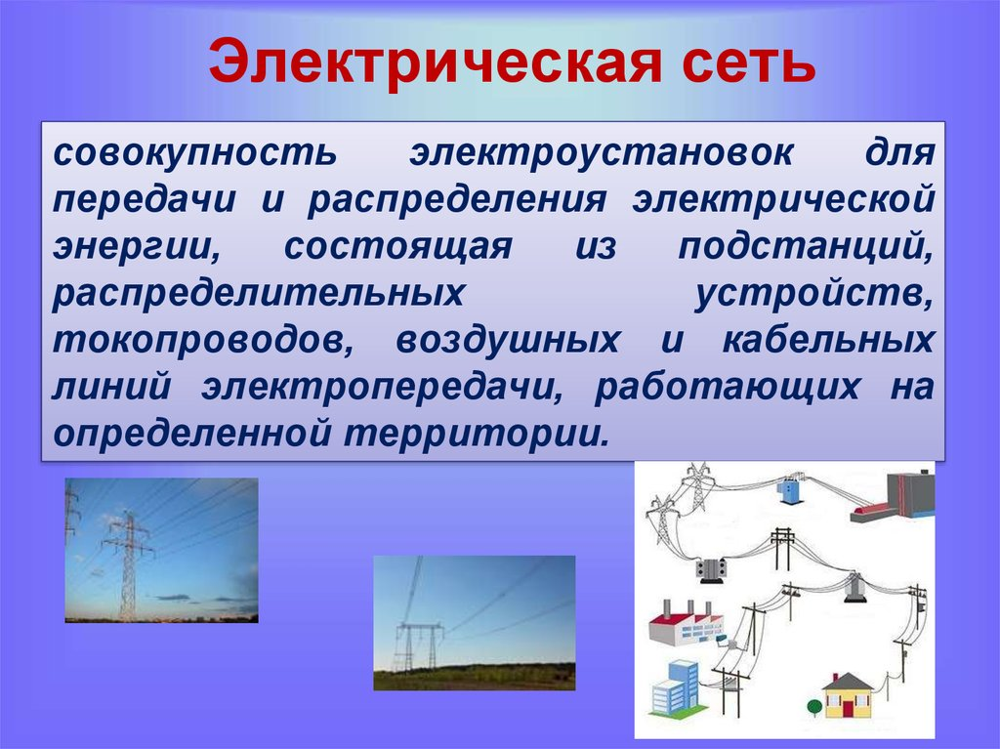 Электрическая сеть
совокупность электроустановок для
передачи и распределения электрической
энергии, состоящая из подстанций,
распределительных устройств,
токопроводов, воздушных и кабельных
линий электропередачи, работающих на
определенной территории.